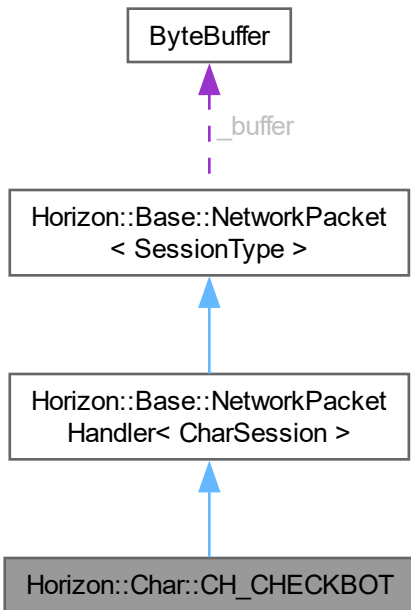 ByteBuffer
_buffer
Horizon::Base::NetworkPacket
< SessionType >
Horizon::Base::NetworkPacket
Handler< CharSession >
Horizon::Char::CH_CHECKBOT